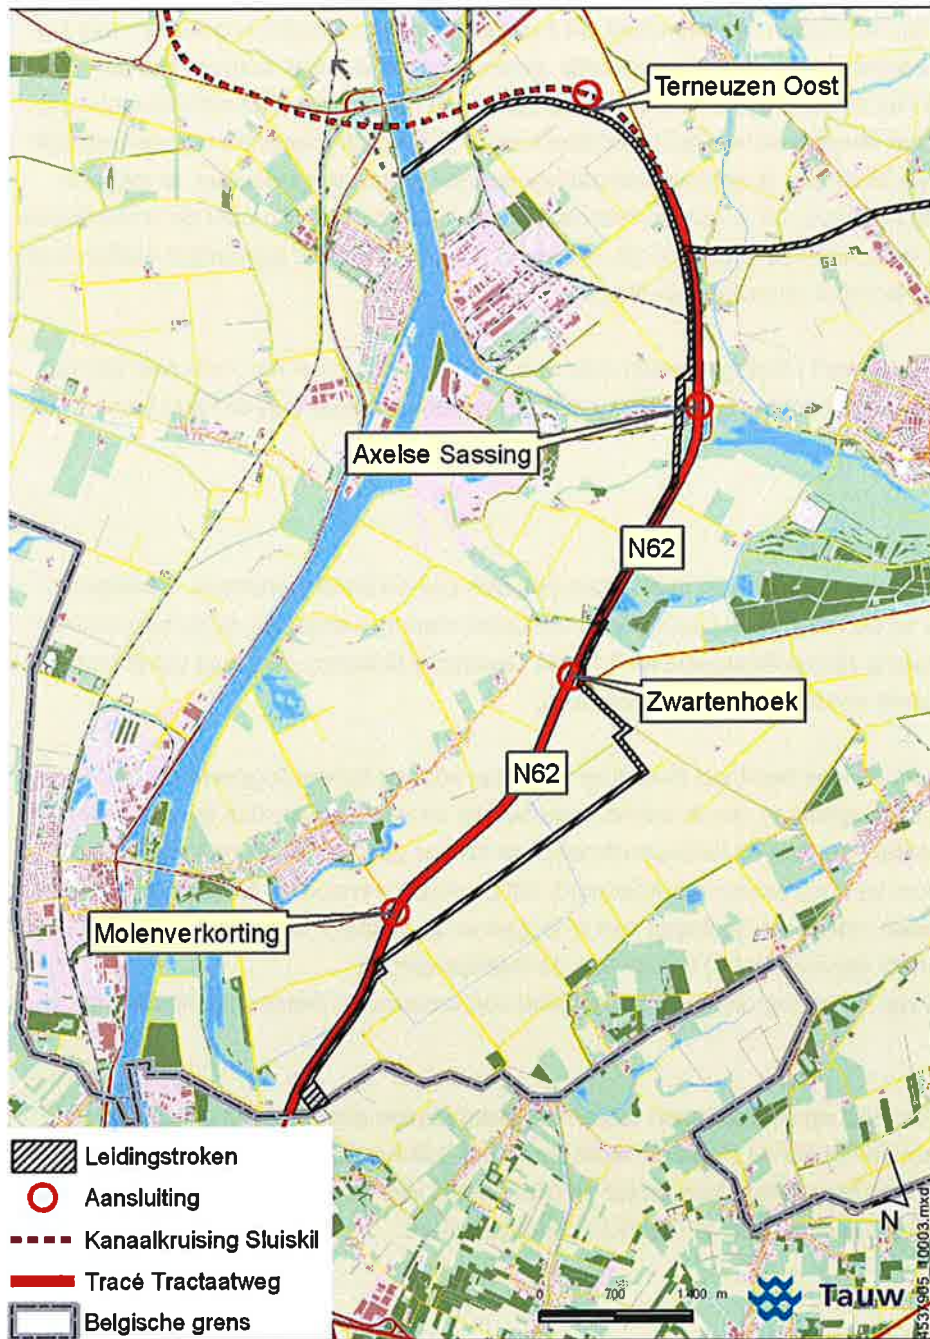 Terneuzen Oost
Axelse Sassing
N62
Zwartenhoek
N62
Molenverkorting
Leidingstroken
Aansluiting
Kanaalkruising Sluiskil
Tracé Tractaatweg
Belgische grens
N
0 700 1 400 m
Tauw